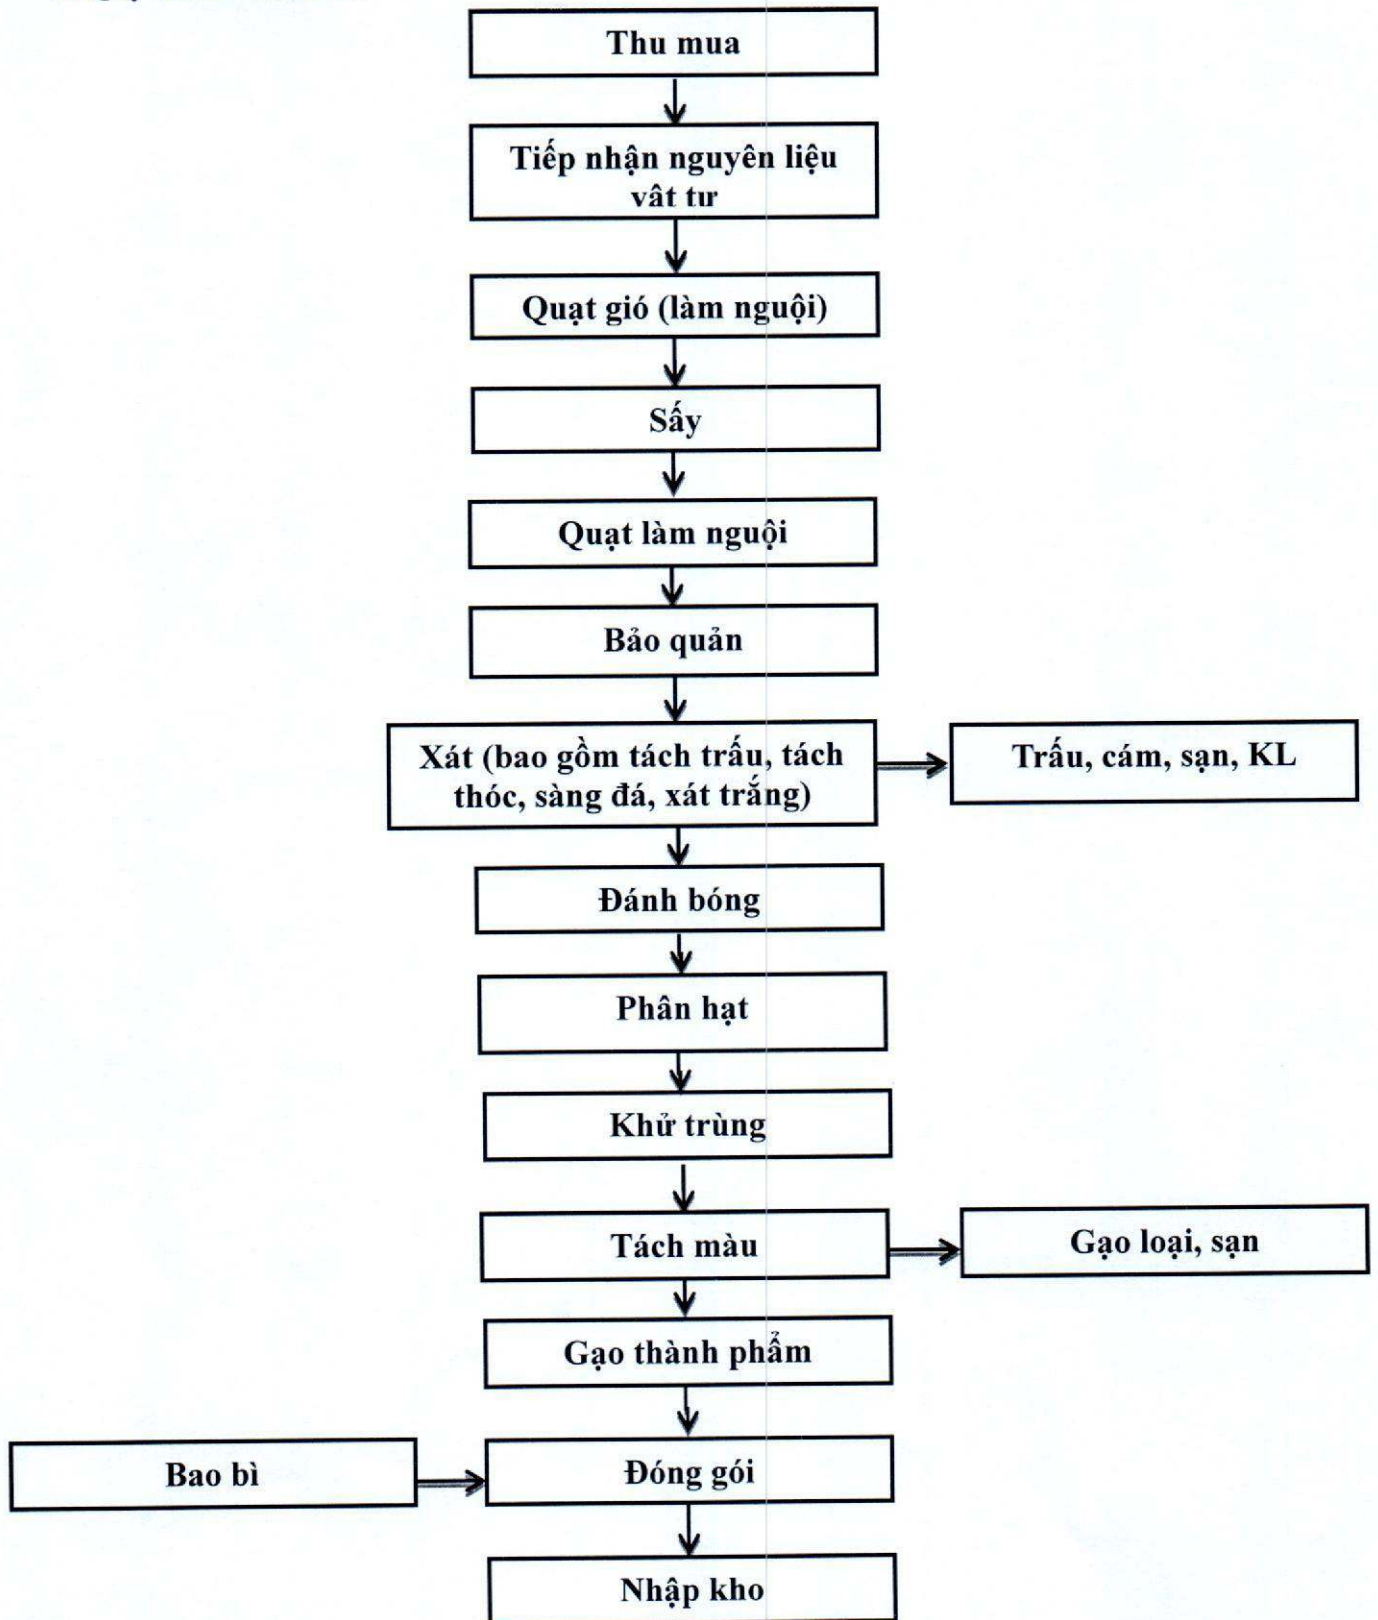 Thu mua
Tiếp nhận nguyên liệu
vât tư
Quạt gió (làm nguội)
Sấy
Quạt làm nguội
Bảo quản
Xát (bao gồm tách trấu, tách
thóc, sàng đá, xát trắng)
Trấu, cám, sạn, KL
Đánh bóng
Phân hạt
Khử trùng
Tách màu
Gạo loại, sạn
Gạo thành phẩm
Bao bì
Đóng gói
Nhập kho